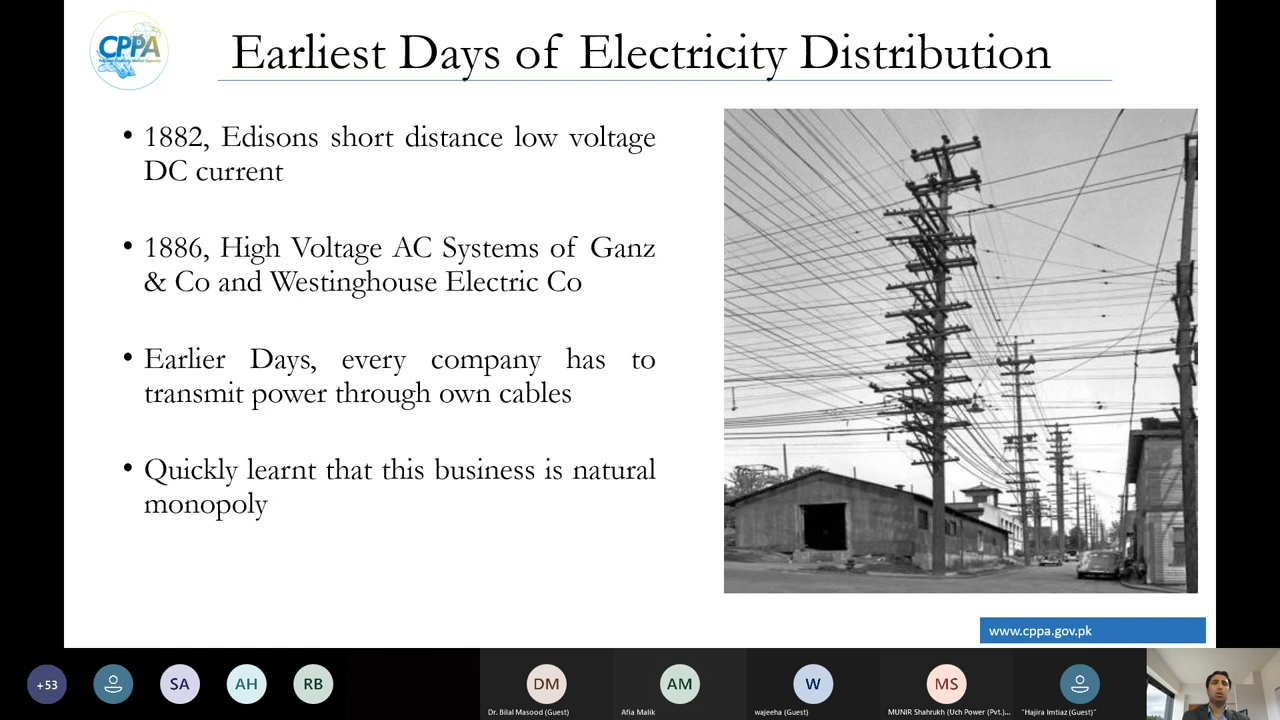 CPPA
Earliest Days of Electricity Distribution
• 1882, Edisons short distance low voltage
DC current
• 1886, High Voltage AC Systems of Ganz
& Co and Westinghouse Electric Co
• Earlier Days, every company has to
transmit power through own cables
• Quickly learnt that this business is natural
monopoly
www.cppa.gov.pk
+53
SA
AH
RB
DM
AM
W
MS
Dr. Bilal Masood (Guest)
Afia Malik
wajeeha (Guest)
MUNIR Shahrukh (Uch Power (Pvt.)...
"Hajira Imtiaz (Guest)"